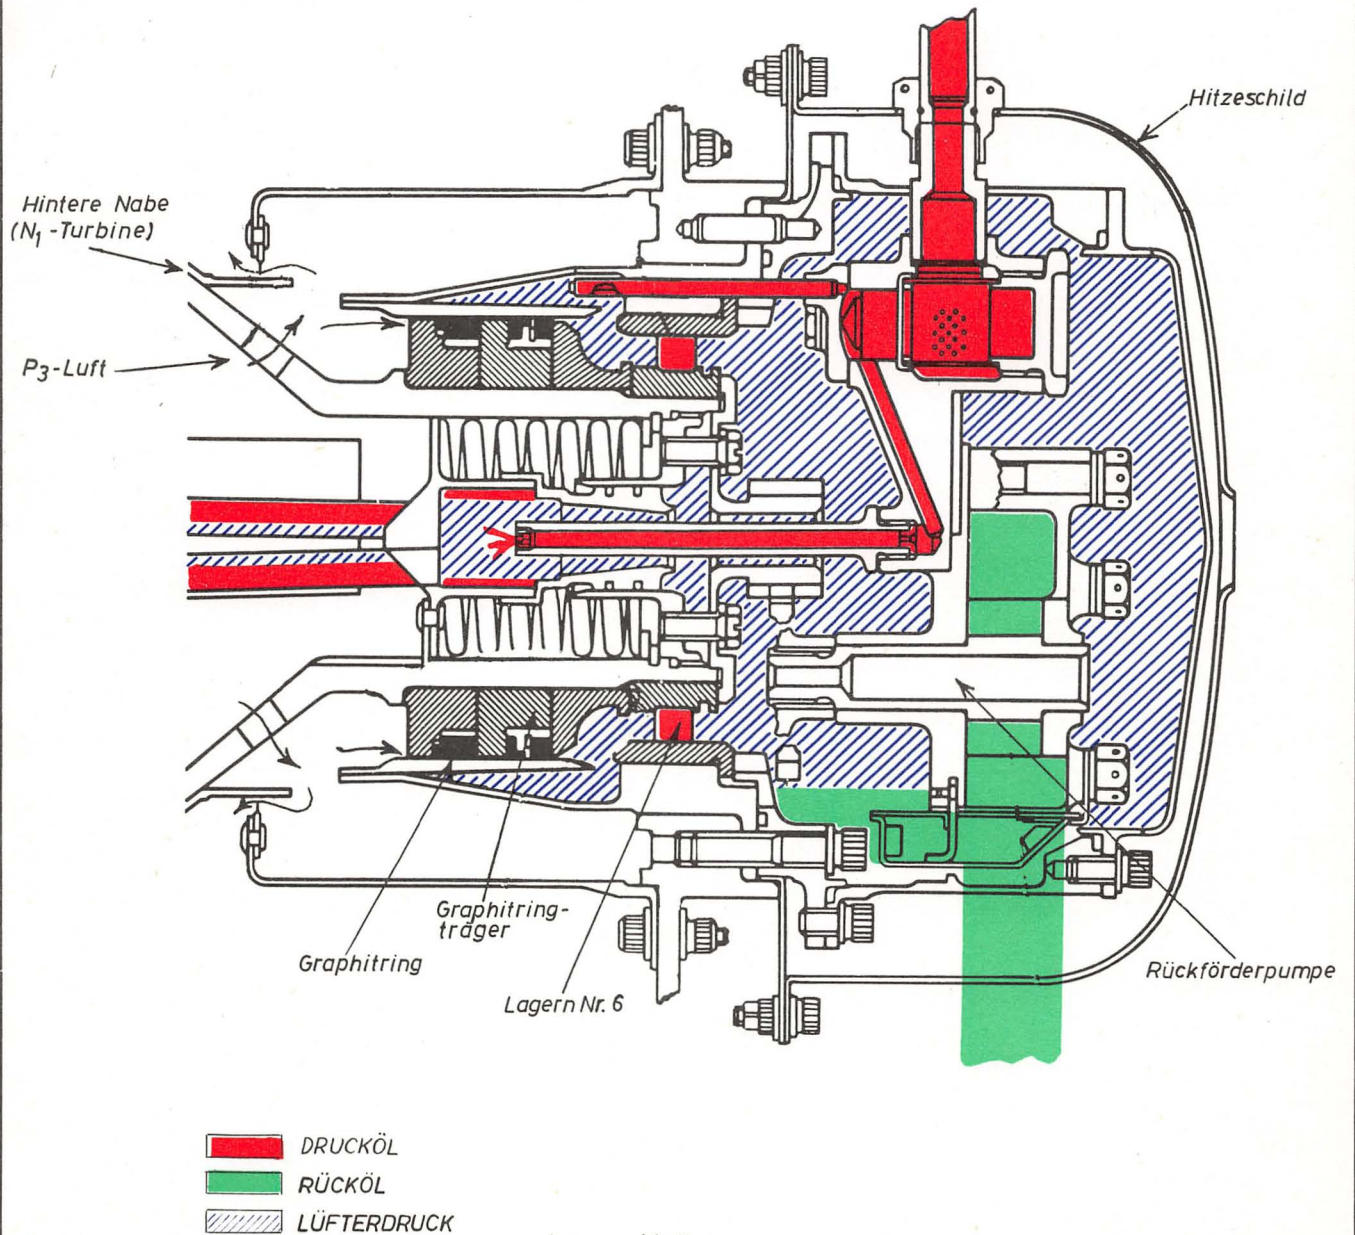 Hitzeschild
Hintere Nabe
(N1-Turbine)
P3-Luft
Graphitring-
träger
Graphitring
Lagern Nr. 6
Rückförderpumpe
DRUCKÖL
RÜCKÖL
LÜFTERDRUCK